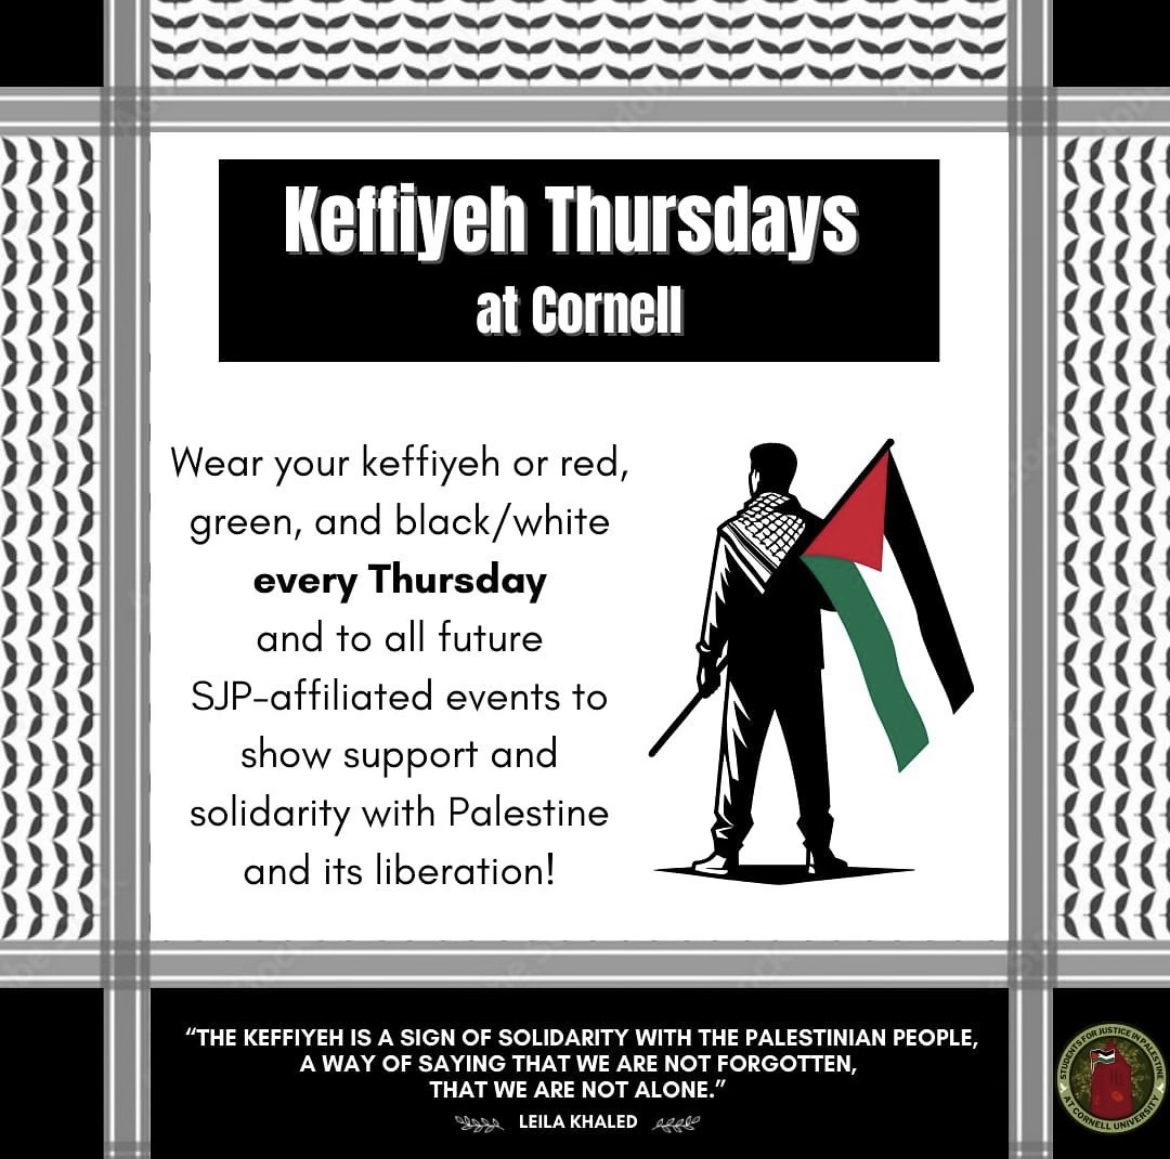 Keffiyeh Thursdays
at Cornell
Wear your keffiyeh or red,
green, and black/white
every Thursday
and to all future
SJP-affiliated events to
show support and
solidarity with Palestine
and its liberation!
“THE KEFFIYEH IS A SIGN OF SOLIDARITY WITH THE PALESTINIAN PEOPLE,
A WAY OF SAYING THAT WE ARE NOT FORGOTTEN,
THAT WE ARE NOT ALONE.”
LEILA KHALED
STUDENTS FOR JUSTICE IN PALESTINE
AT CORNELL UNIVERSITY